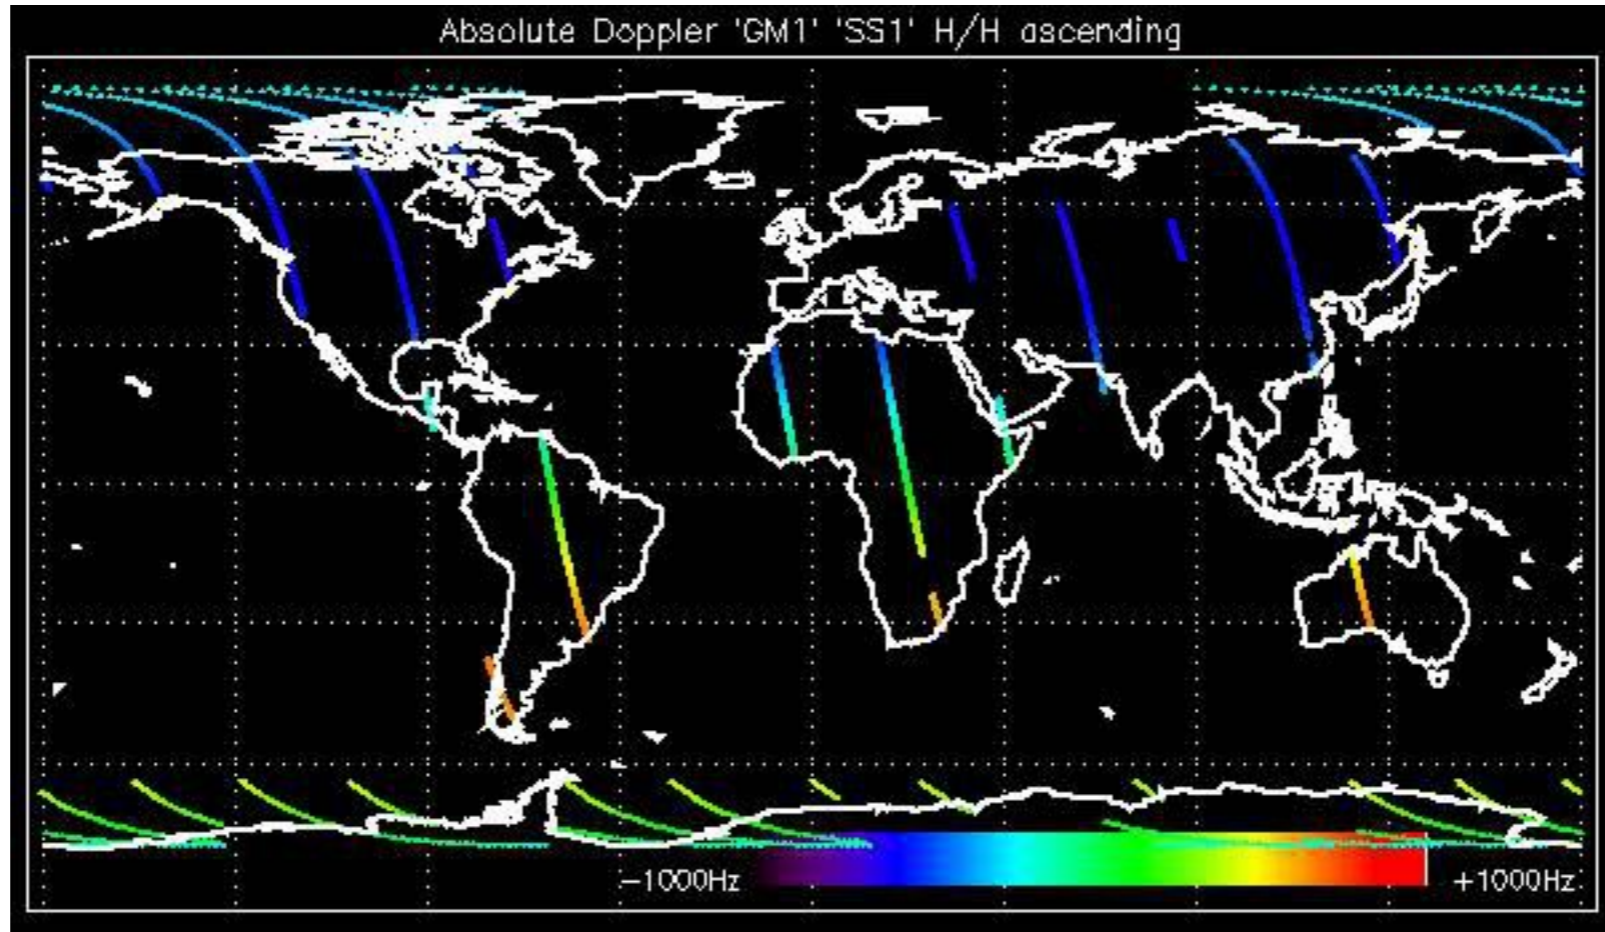 Absolute Doppler 'GM1' 'SS1' H/H ascending
−1000Hz
+1000Hz